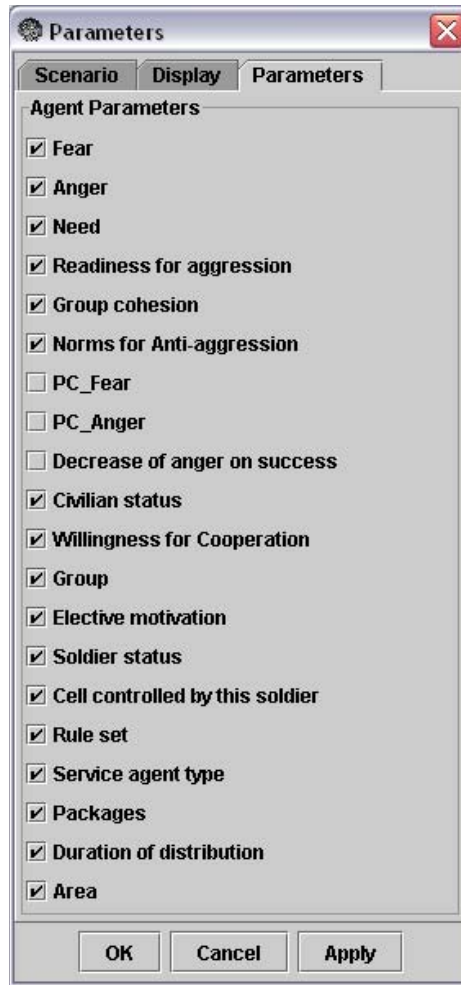 Parameters
Scenario Display Parameters
Agent Parameters
Fear
Anger
Need
Readiness for aggression
Group cohesion
Norms for Anti-aggression
PC_Fear
PC_Anger
Decrease of anger on success
Civilian status
Willingness for Cooperation
Group
Elective motivation
Soldier status
Cell controlled by this soldier
Rule set
Service agent type
Packages
Duration of distribution
Area
OK Cancel Apply